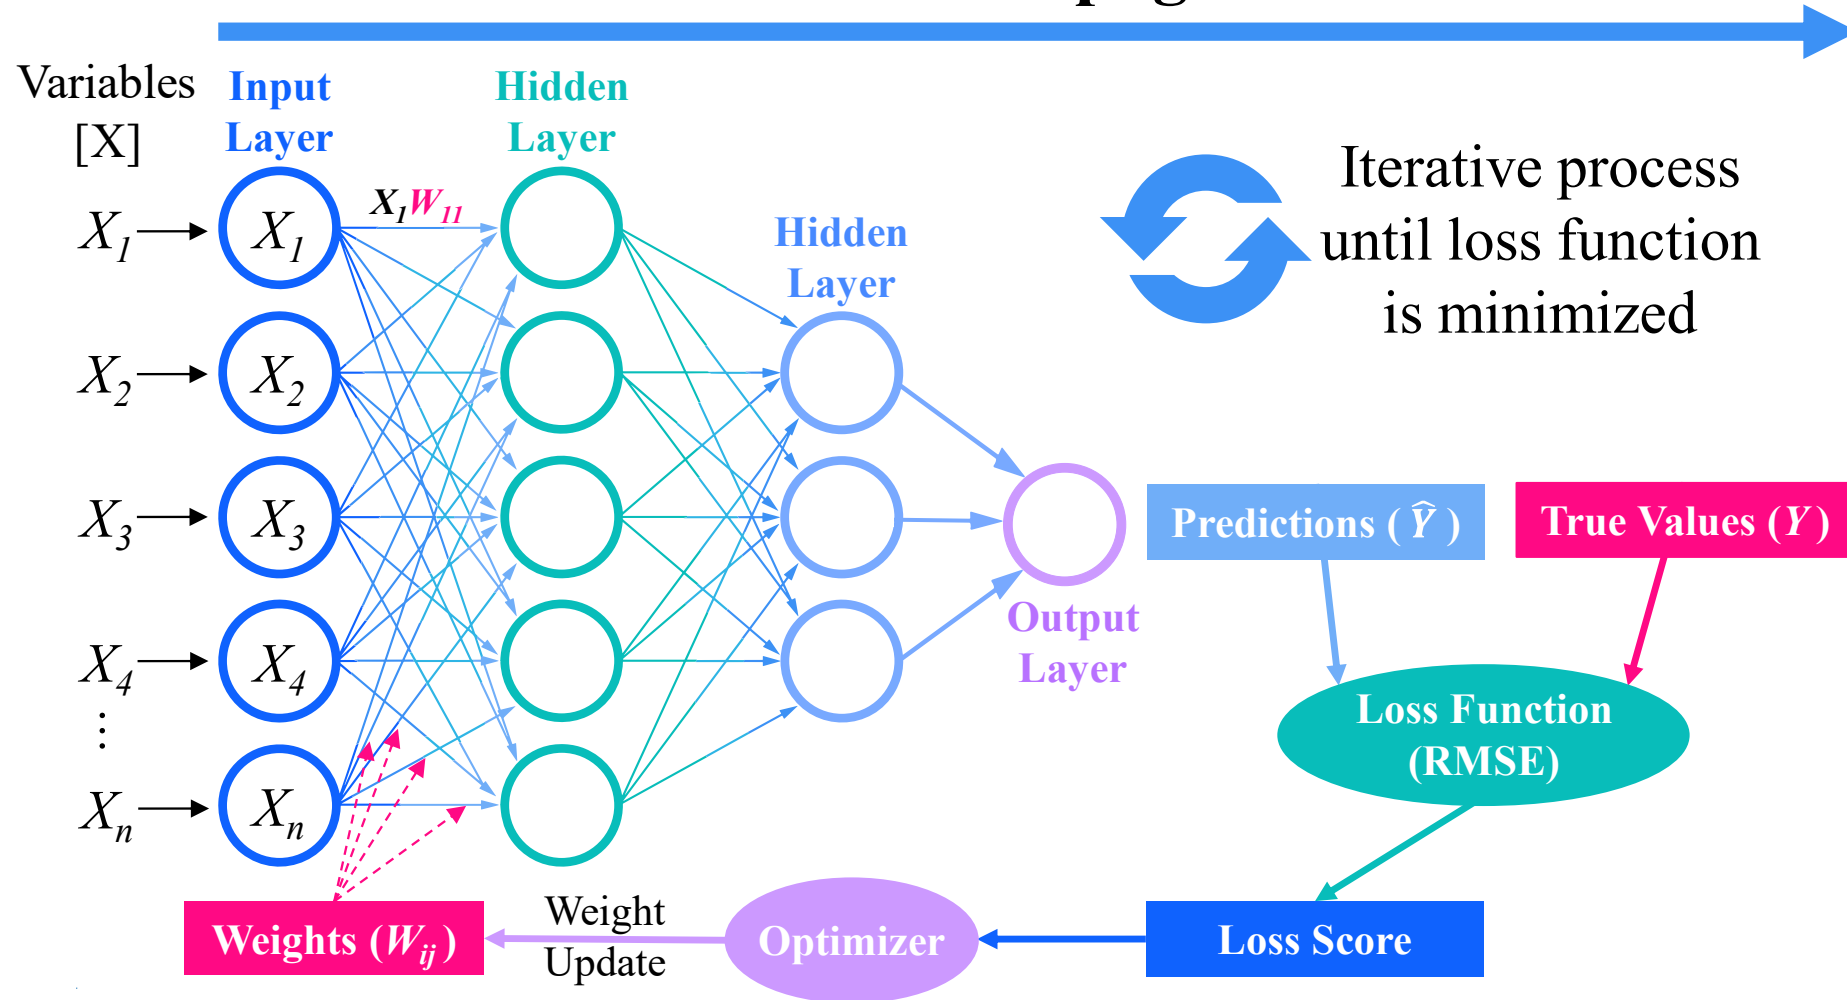 Variables
[X]
Input
Layer
Hidden
Layer
Hidden
Layer
X1W11
X1
X2
X3
X4
⋮
Xn
X1
X2
X3
X4
Xn
Iterative process
until loss function
is minimized
Output
Layer
Predictions (Ŷ)
True Values (Y)
Loss Function
(RMSE)
Loss Score
Optimizer
Weight
Update
Weights (Wij)